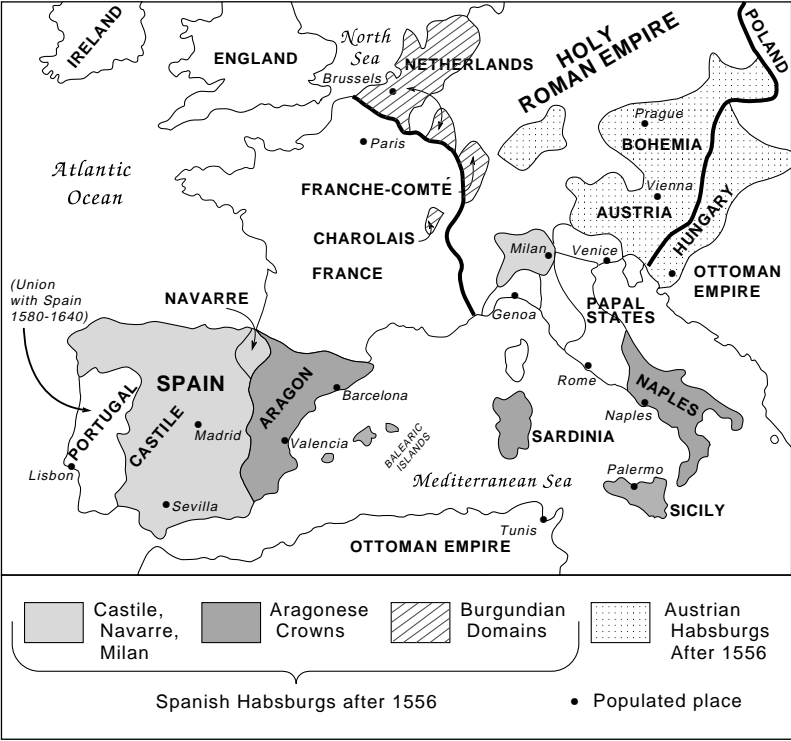 IRELAND
ENGLAND
North
Sea
NETHERLANDS
Brussels
HOLY
ROMAN EMPIRE
POLAND
Prague
BOHEMIA
Paris
Atlantic
Ocean
FRANCHE-COMTÉ
Vienna
AUSTRIA
HUNGARY
CHAROLAIS
FRANCE
Milan
Venice
OTTOMAN
EMPIRE
(Union
with Spain
1580-1640)
NAVARRE
Genoa
PAPAL
STATES
SPAIN
PORTUGAL
CASTILE
ARAGON
Barcelona
Rome
NAPLES
Naples
Madrid
Valencia
BALEARIC
ISLANDS
SARDINIA
Lisbon
Mediterranean Sea
Palermo
SICILY
Sevilla
Tunis
OTTOMAN EMPIRE
Castile,
Navarre,
Milan
Aragonese
Crowns
Burgundian
Domains
Austrian
Habsburgs
After 1556
Spanish Habsburgs after 1556
Populated place